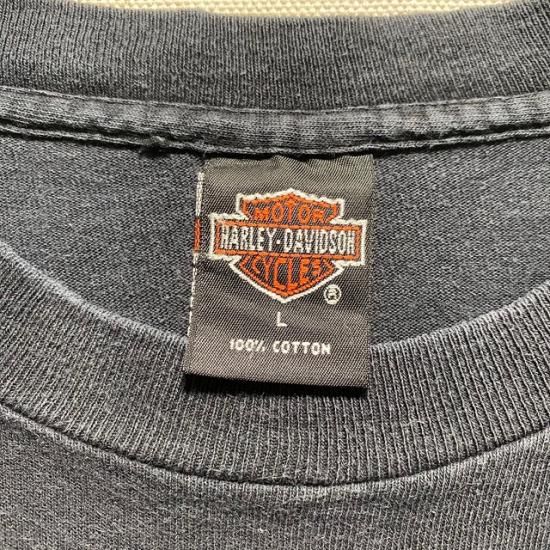 MOTOR
HARLEY-DAVIDSON
CYCLES
®
L
100% COTTON